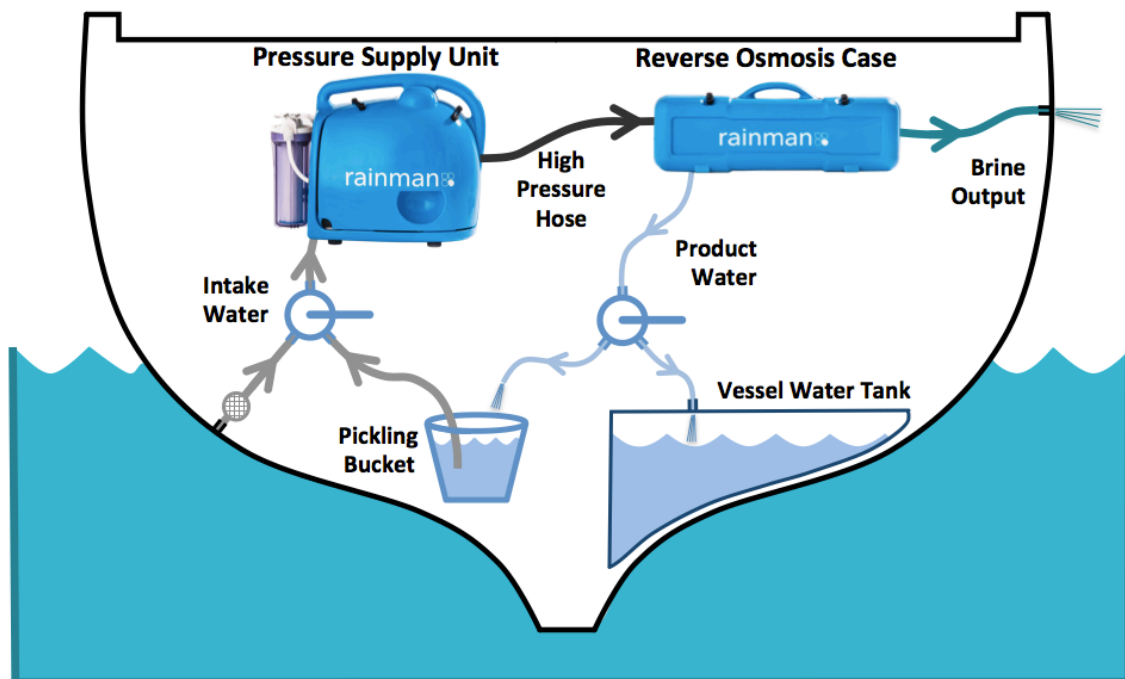 Pressure Supply Unit
Reverse Osmosis Case
rainman
rainman
High
Pressure
Hose
Brine
Output
Intake
Water
Product
Water
Pickling
Bucket
Vessel Water Tank